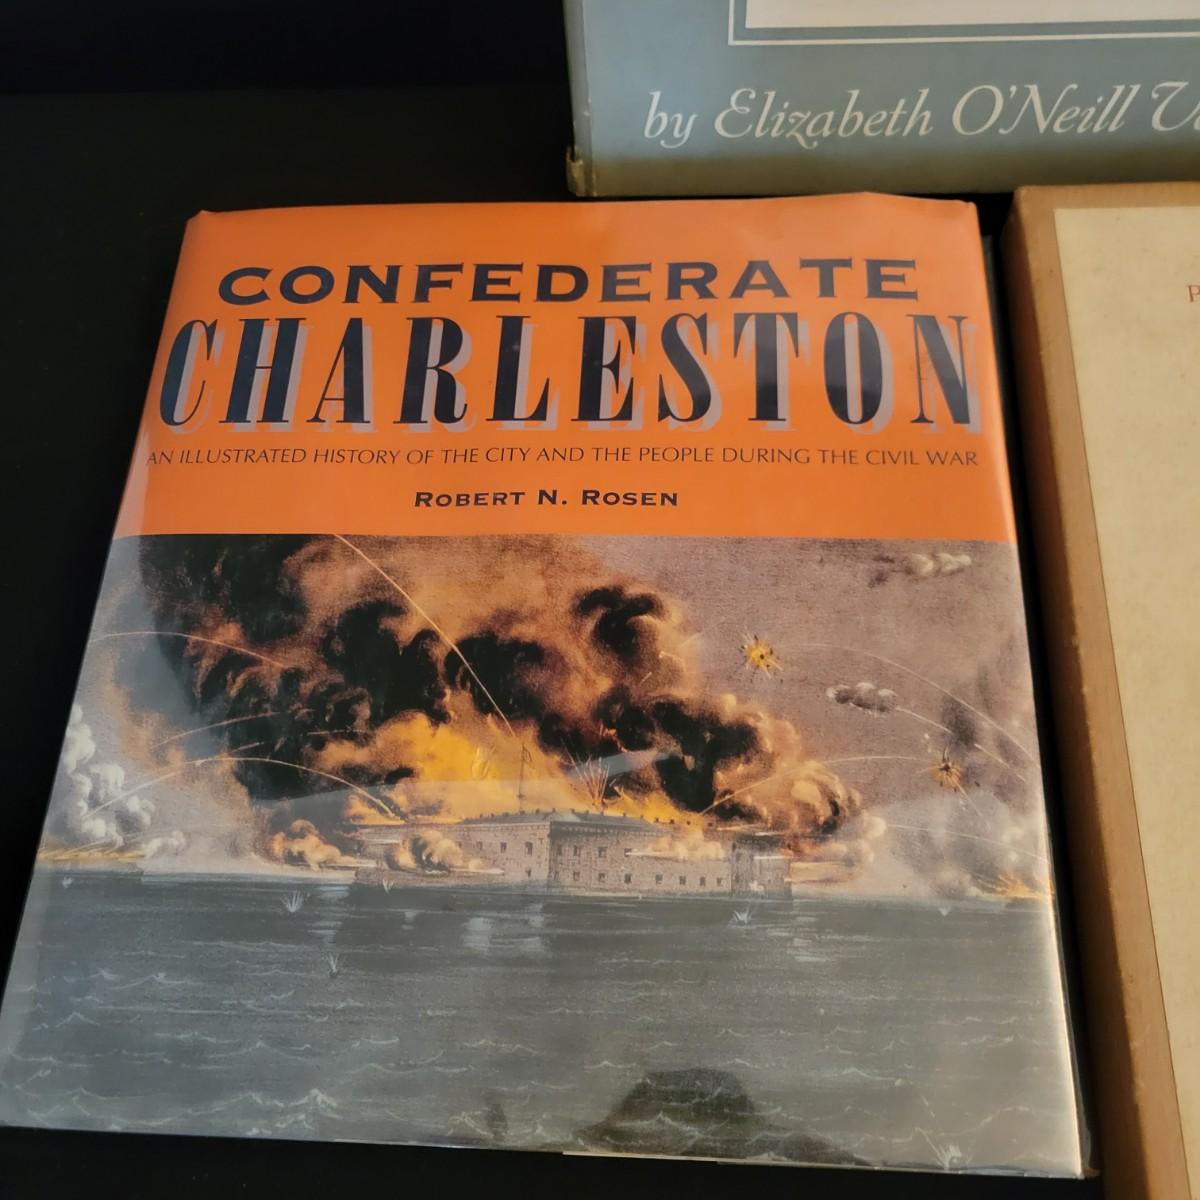 by Elizabeth O'Neill
CONFEDERATE
CHARLESTON
AN ILLUSTRATED HISTORY OF THE CITY AND THE PEOPLE DURING THE CIVIL WAR
ROBERT N. ROSEN